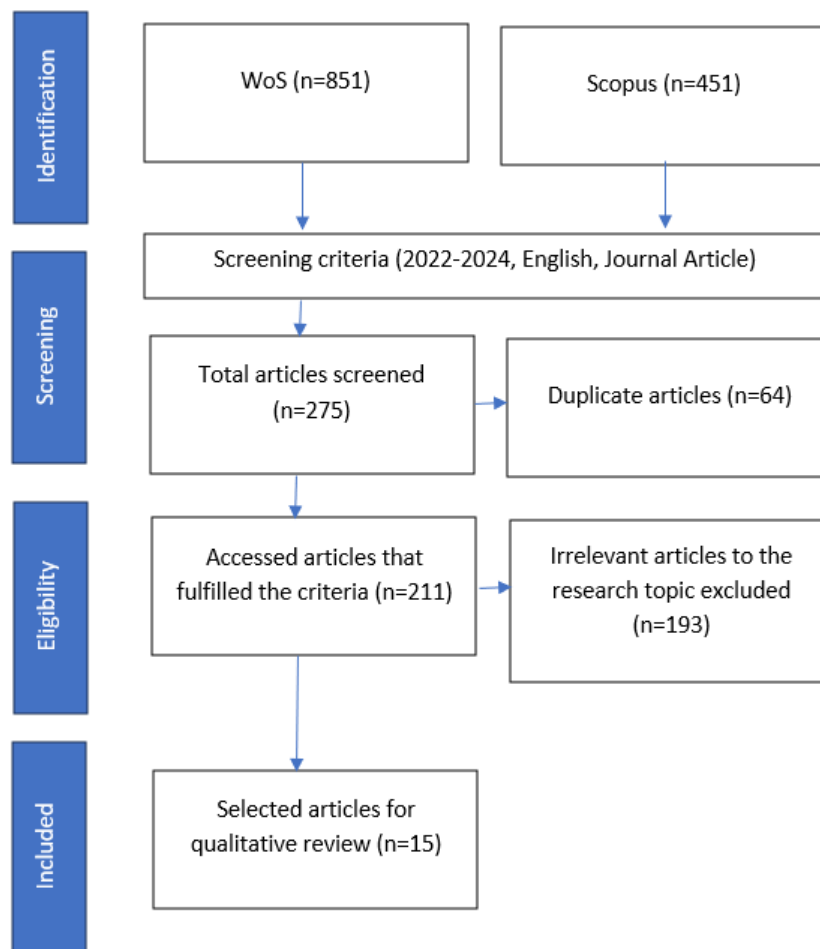 Identification
WoS (n=851)
Scopus (n=451)
Screening criteria (2022-2024, English, Journal Article)
Screening
Total articles screened
(n=275)
Duplicate articles (n=64)
Eligibility
Accessed articles that
fulfilled the criteria (n=211)
Irrelevant articles to the
research topic excluded
(n=193)
Included
Selected articles for
qualitative review (n=15)